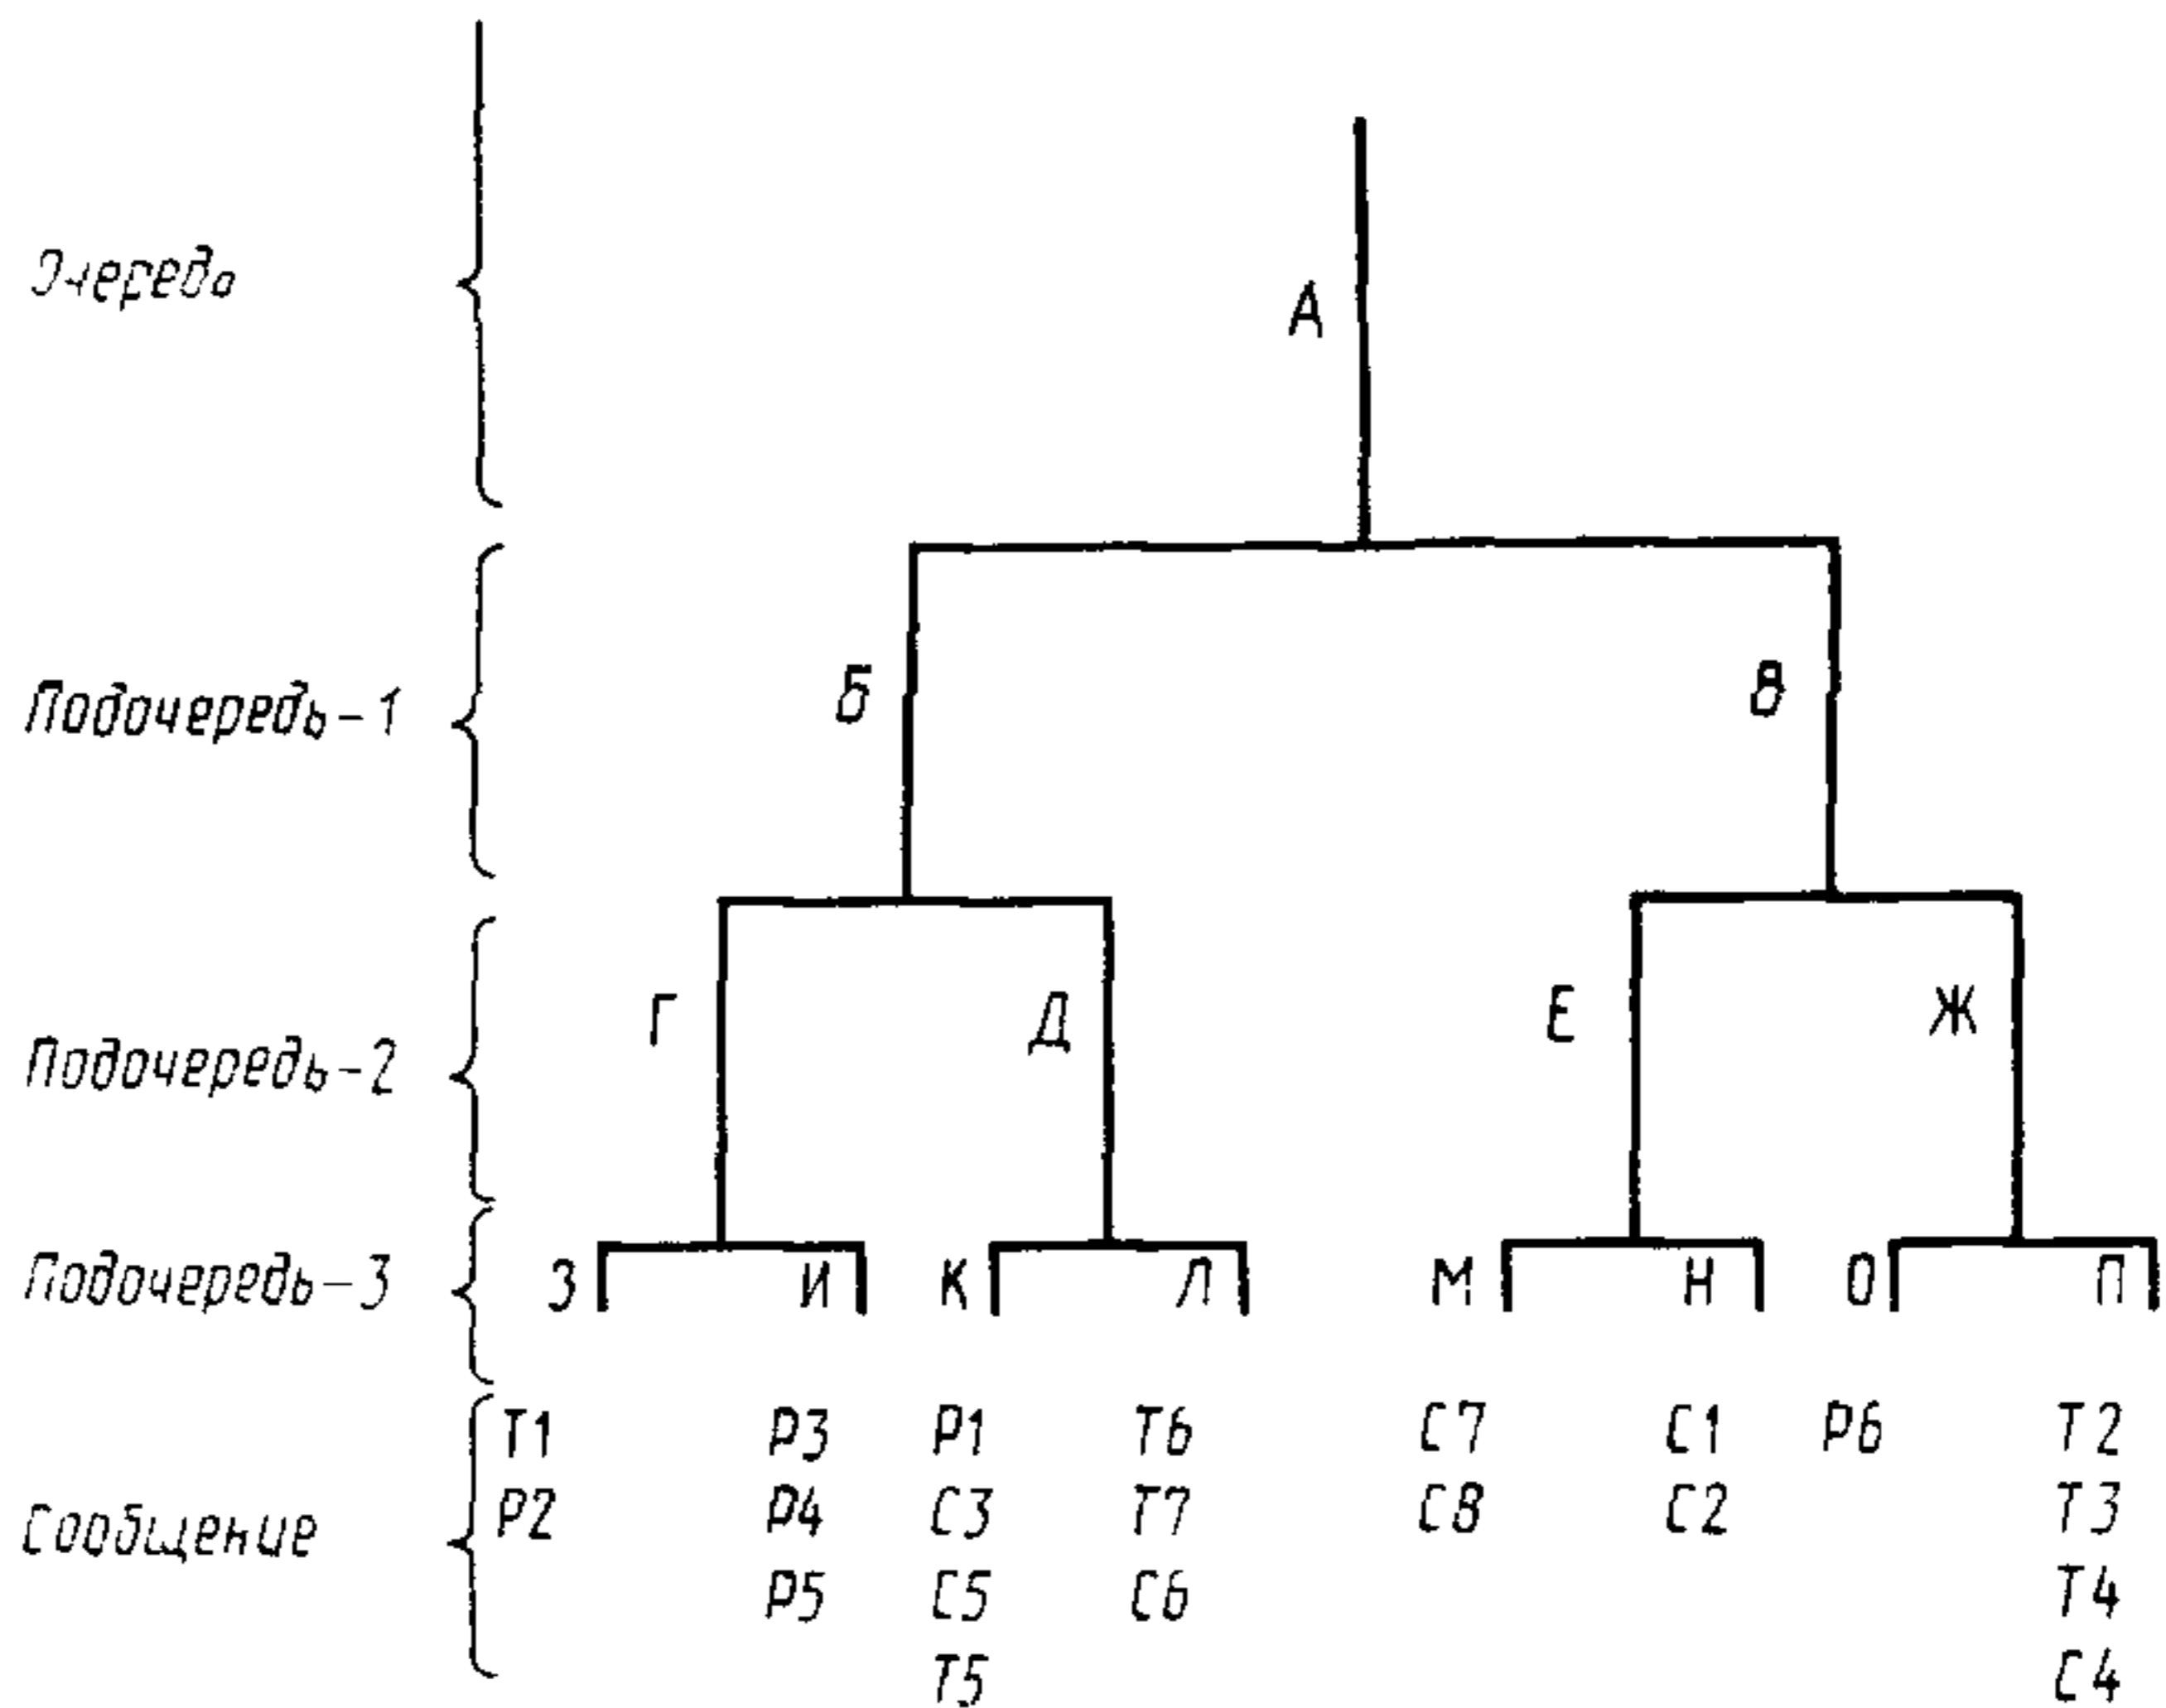 Очередь
А
Подочередь-1
Б В
Подочередь-2
Г Д Е Ж
Подочередь-3
З И К Л М Н О П
Сообщение
Т1 Р3 Р1 Т6 С7 С1 Р6 Т2
Р2 Р4 С3 Т7 С8 С2 Т3
Р5 С5 С6 Т4
Т5 С4